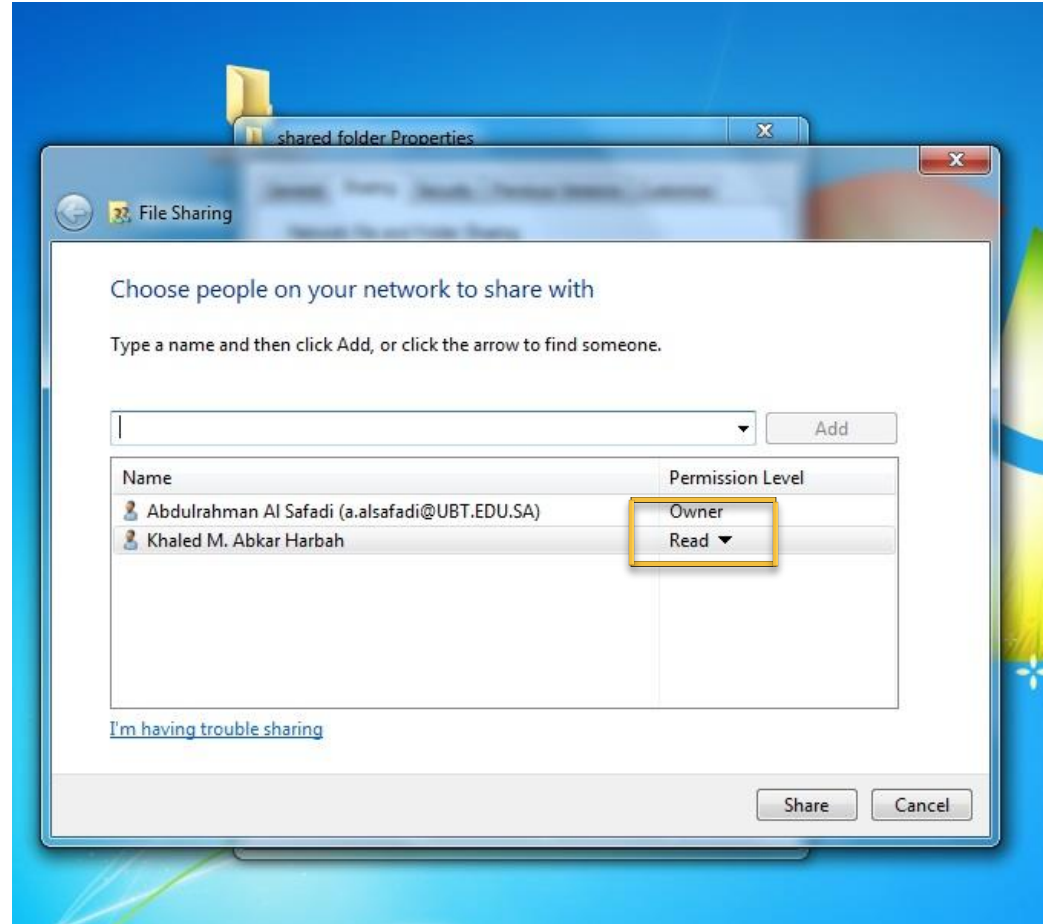 shared folder Properties
File Sharing
Choose people on your network to share with
Type a name and then click Add, or click the arrow to find someone.
Add
Name Permission Level
Abdulrahman Al Safadi (a.alsafadi@UBT.EDU.SA) Owner
Khaled M. Abkar Harbah Read
I'm having trouble sharing
Share Cancel